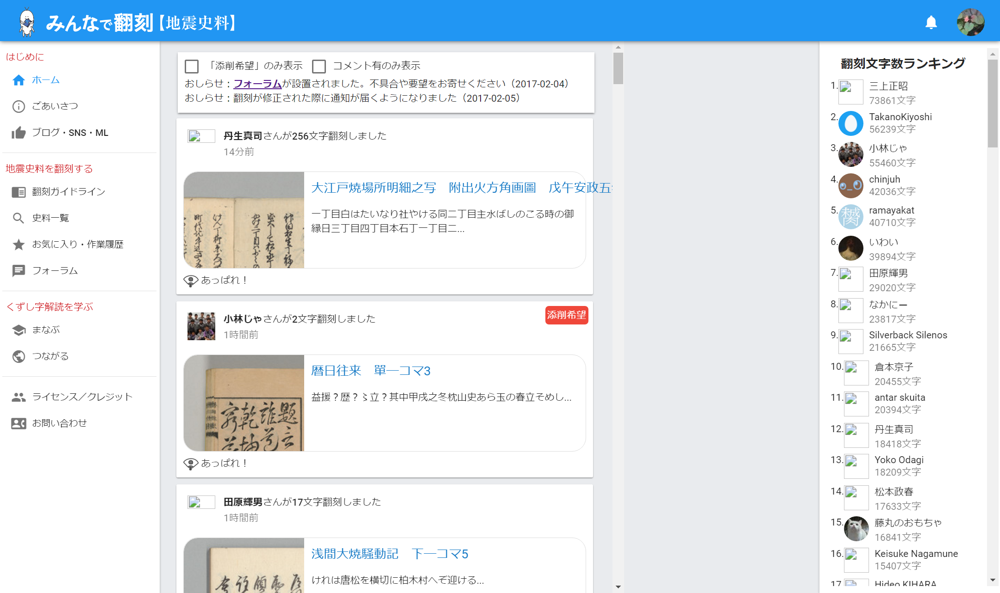 みんなで翻刻【地震史料】
はじめに
ホーム
ごあいさつ
ブログ・SNS・ML
地震史料を翻刻する
翻刻ガイドライン
史料一覧
お気に入り・作業履歴
フォーラム
くずし字解読を学ぶ
まなぶ
つながる
ライセンス／クレジット
お問い合わせ
「添削希望」のみ表示 コメント有のみ表示
おしらせ：フォーラムが設置されました。不具合や要望をお寄せください（2017-02-04）
おしらせ：翻刻が修正された際に通知が届くようになりました（2017-02-05）
丹生真司さんが256文字翻刻しました
14分前
大江戸焼場所明細之写　附出火方角画圖　戊午安政五
一丁目白はたいなり社やける同二丁目主水ばしのこる時の御
縁日三丁目四丁目本石丁一丁目二...
あっぱれ！
小林じゃさんが2文字翻刻しました
添削希望
1時間前
暦日往来　單―コマ3
益援？歴？ゞ立？其中甲戌之冬枕山史あら玉の春立そめし...
あっぱれ！
田原輝男さんが17文字翻刻しました
1時間前
浅間大焼騒動記　下―コマ5
けれは唐松を横切に柏木村へぞ迎ける...
翻刻文字数ランキング
1. 三上正昭
73861文字
2. TakanoKiyoshi
56239文字
3. 小林じゃ
55460文字
4. chinjuh
42036文字
5. ramayakat
40710文字
6. いわい
39894文字
7. 田原輝男
29020文字
8. なかにー
23817文字
9. Silverback Silenos
21665文字
10. 倉本京子
20455文字
11. antar skuita
20394文字
12. 丹生真司
18418文字
13. Yoko Odagi
18209文字
14. 松本政春
17633文字
15. 藤丸のおもちゃ
16841文字
16. Keisuke Nagamune
15407文字
17. Hideo KIHARA